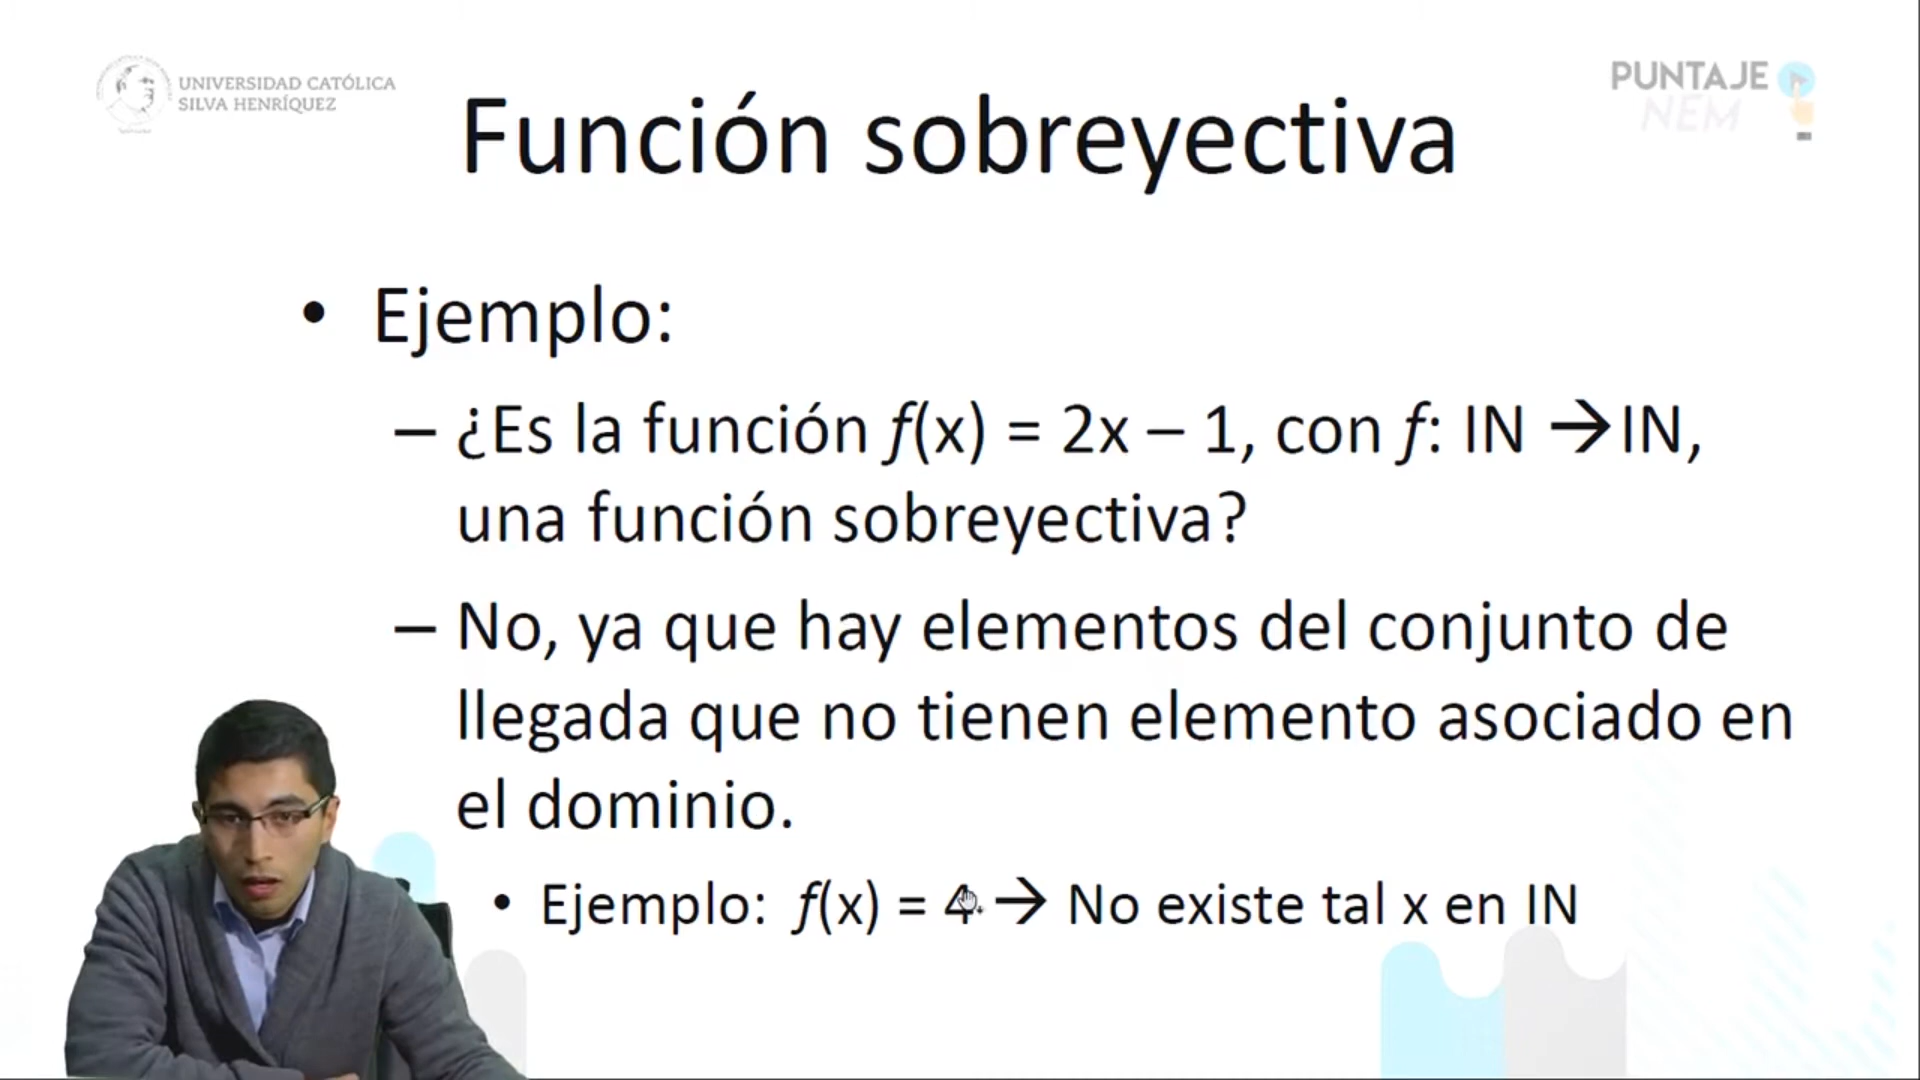 UNIVERSIDAD CATÓLICA
SILVA HENRÍQUEZ
PUNTAJE
NEM
Función sobreyectiva
• Ejemplo:
– ¿Es la función f(x) = 2x – 1, con f: IN →IN,
una función sobreyectiva?
– No, ya que hay elementos del conjunto de
llegada que no tienen elemento asociado en
el dominio.
• Ejemplo: f(x) = 4 → No existe tal x en IN